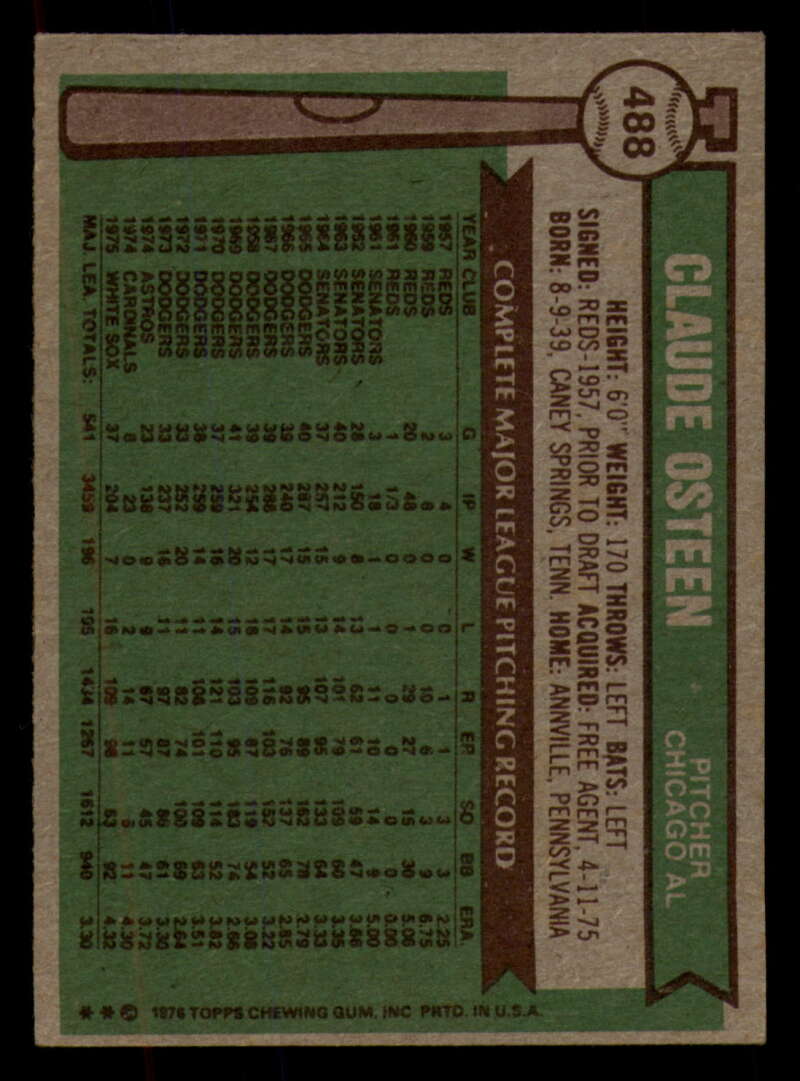 488
CLAUDE OSTEEN
PITCHER
CHICAGO AL
HEIGHT: 6'0" WEIGHT: 170 THROWS: LEFT BATS: LEFT
SIGNED: REDS-1957, PRIOR TO DRAFT ACQUIRED: FREE AGENT, 4-11-75
BORN: 8-9-39, CANEY SPRINGS, TENN. HOME: ANNVILLE, PENNSYLVANIA
COMPLETE MAJOR LEAGUE PITCHING RECORD
YEAR CLUB G IP W L R ER SO BB ERA
1957 REDS 3 4 0 0 1 1 3 3 2.25
1959 REDS 2 8 0 0 10 6 3 9 6.75
1960 REDS 20 48 0 1 29 27 15 30 5.06
1961 REDS 1 1/3 0 0 0 0 0 0 0.00
1961 SENATORS 3 18 1 1 11 10 14 9 5.00
1962 SENATORS 28 150 8 13 62 61 59 47 3.66
1963 SENATORS 40 212 9 14 101 79 109 60 3.35
1964 SENATORS 37 257 15 13 107 95 133 64 3.33
1965 DODGERS 40 287 15 15 95 89 162 78 2.79
1966 DODGERS 39 240 17 14 92 76 137 65 2.85
1967 DODGERS 39 288 17 17 116 103 152 52 3.22
1968 DODGERS 39 254 12 18 109 87 119 54 3.08
1969 DODGERS 41 321 20 15 103 95 183 74 2.66
1970 DODGERS 37 259 16 14 121 110 114 52 3.82
1971 DODGERS 38 259 14 11 106 101 109 63 3.51
1972 DODGERS 33 252 20 11 82 74 100 69 2.64
1973 DODGERS 33 237 16 11 97 87 86 61 3.30
1974 ASTROS 23 138 9 9 67 57 45 47 3.72
1974 CARDINALS 8 23 0 2 14 11 6 11 4.30
1975 WHITE SOX 37 204 7 16 109 98 63 92 4.32
MAJ. LEA. TOTALS: 541 3459 196 195 1434 1267 1612 940 3.30
* * © 1976 TOPPS CHEWING GUM, INC PRTD. IN U.S.A.